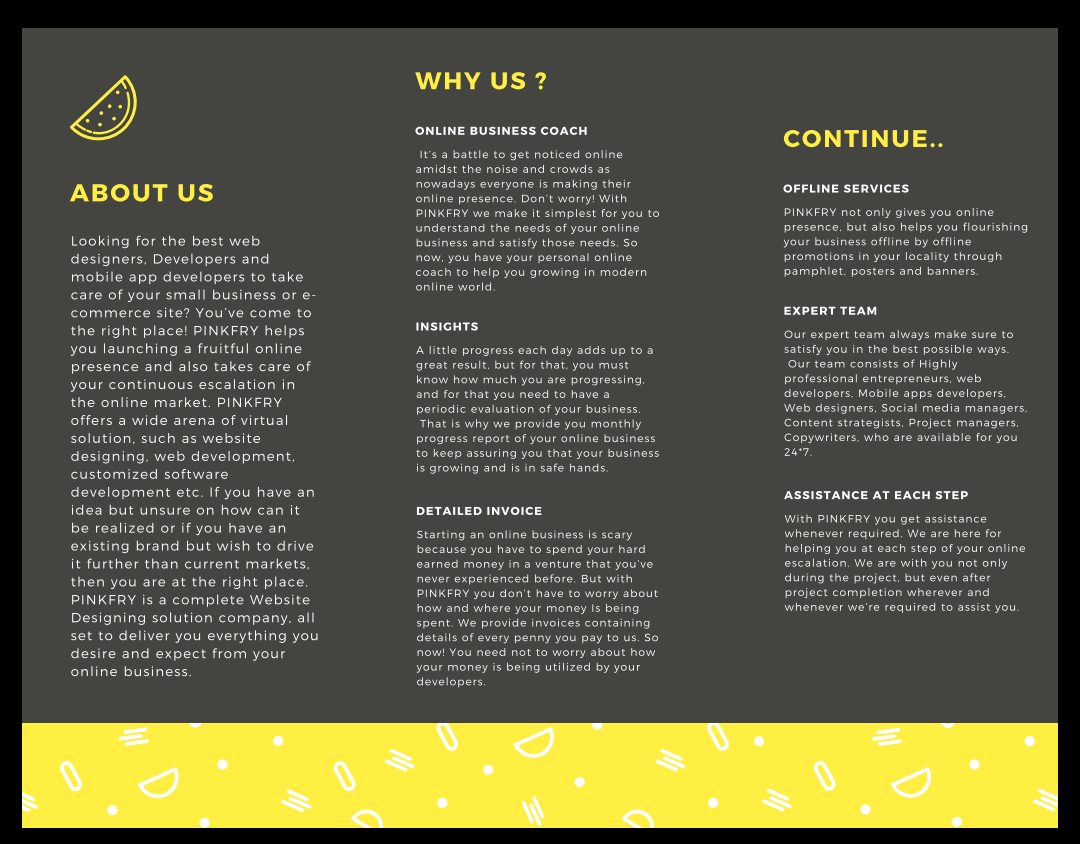 ABOUT US
Looking for the best web
designers, Developers and
mobile app developers to take
care of your small business or e-
commerce site? You've come to
the right place! PINKFRY helps
you launching a fruitful online
presence and also takes care of
your continuous escalation in
the online market. PINKFRY
offers a wide arena of virtual
solution, such as website
designing, web development,
customized software
development etc. If you have an
idea but unsure on how can it
be realized or if you have an
existing brand but wish to drive
it further than current markets,
then you are at the right place.
PINKFRY is a complete Website
Designing solution company, all
set to deliver you everything you
desire and expect from your
online business.
WHY US ?
ONLINE BUSINESS COACH
It's a battle to get noticed online
amidst the noise and crowds as
nowadays everyone is making their
online presence. Don't worry! With
PINKFRY we make it simplest for you to
understand the needs of your online
business and satisfy those needs. So
now, you have your personal online
coach to help you growing in modern
online world.
INSIGHTS
A little progress each day adds up to a
great result, but for that, you must
know how much you are progressing,
and for that you need to have a
periodic evaluation of your business.
That is why we provide you monthly
progress report of your online business
to keep assuring you that your business
is growing and is in safe hands.
DETAILED INVOICE
Starting an online business is scary
because you have to spend your hard
earned money in a venture that you've
never experienced before. But with
PINKFRY you don't have to worry about
how and where your money Is being
spent. We provide invoices containing
details of every penny you pay to us. So
now! You need not to worry about how
your money is being utilized by your
developers.
CONTINUE..
OFFLINE SERVICES
PINKFRY not only gives you online
presence, but also helps you flourishing
your business offline by offline
promotions in your locality through
pamphlet, posters and banners.
EXPERT TEAM
Our expert team always make sure to
satisfy you in the best possible ways.
Our team consists of Highly
professional entrepreneurs, web
developers, Mobile apps developers,
Web designers, Social media managers,
Content strategists, Project managers,
Copywriters, who are available for you
24*7.
ASSISTANCE AT EACH STEP
With PINKFRY you get assistance
whenever required. We are here for
helping you at each step of your online
escalation. We are with you not only
during the project, but even after
project completion wherever and
whenever we're required to assist you.